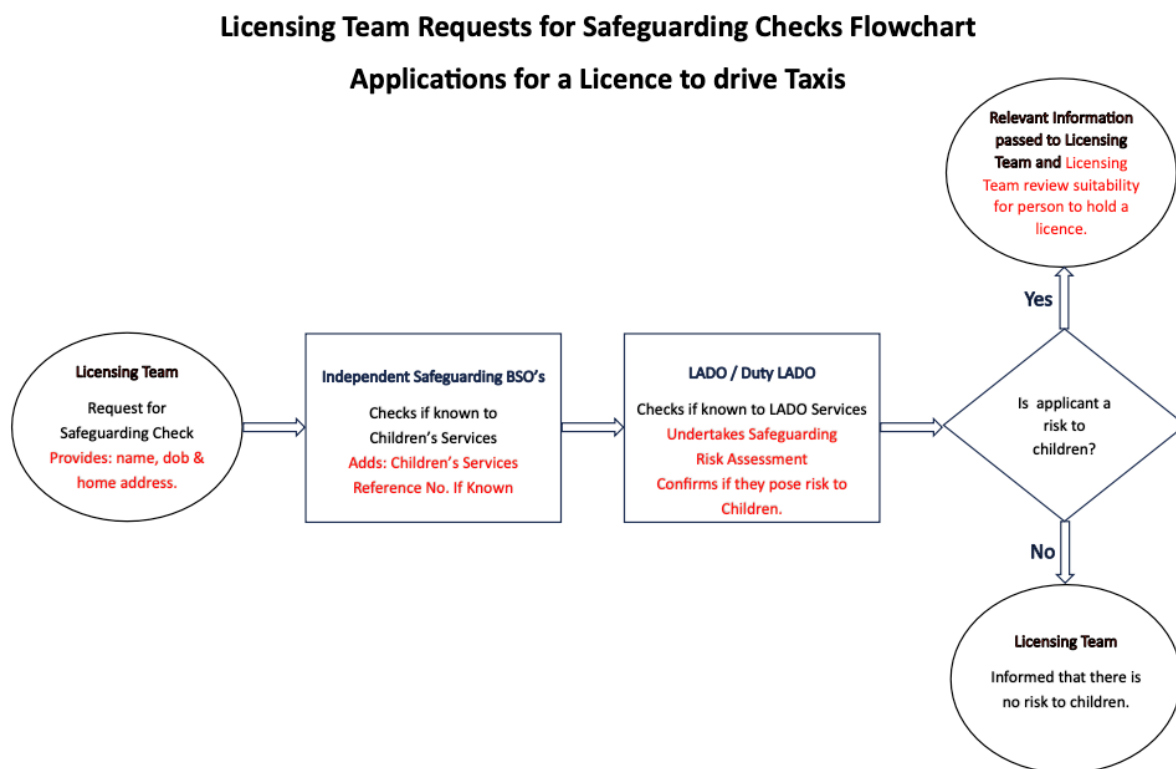 Licensing Team Requests for Safeguarding Checks Flowchart
Applications for a Licence to drive Taxis
Licensing Team
Request for
Safeguarding Check
Provides: name, dob &
home address.
Independent Safeguarding BSO's
Checks if known to
Children's Services
Adds: Children's Services
Reference No. If Known
LADO / Duty LADO
Checks if known to LADO Services
Undertakes Safeguarding
Risk Assessment
Confirms if they pose risk to
Children.
Is applicant a
risk to
children?
Yes
Relevant Information
passed to Licensing
Team and Licensing
Team review suitability
for person to hold a
licence.
No
Licensing Team
Informed that there is
no risk to children.